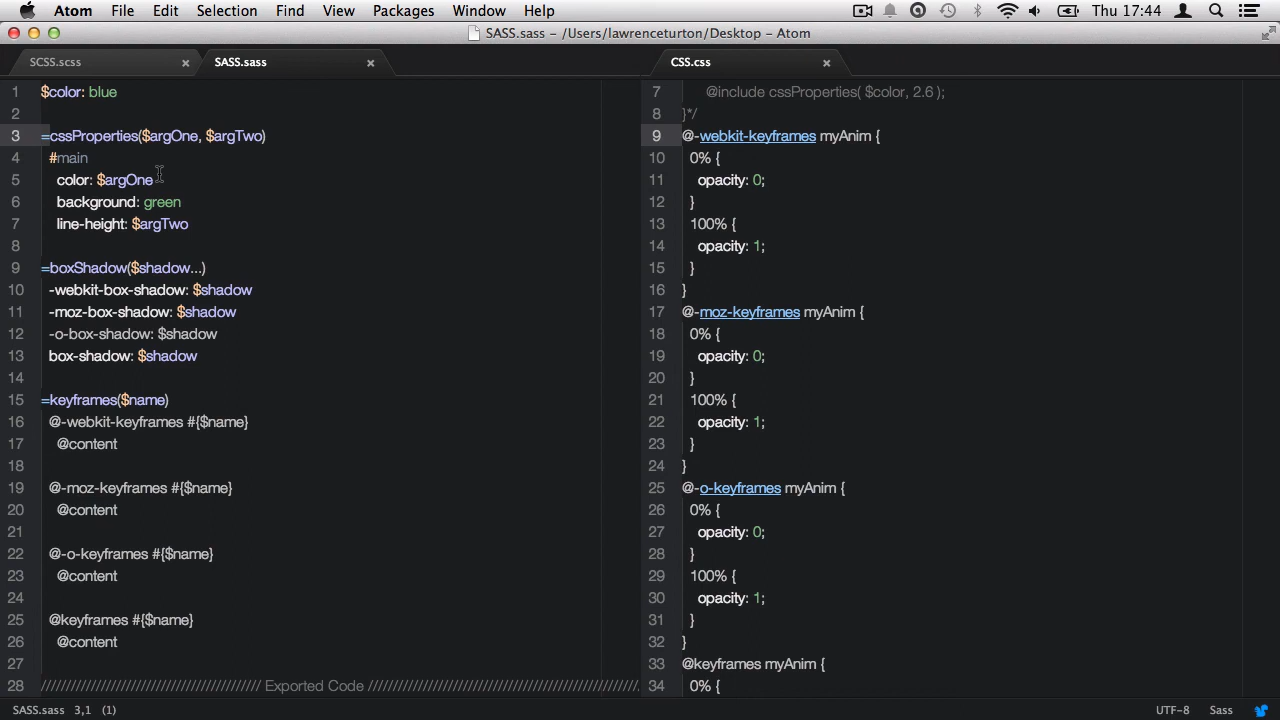 Atom File Edit Selection Find View Packages Window Help Thu 17:44
SASS.sass – /Users/lawrenceturton/Desktop – Atom
SCSS.scss SASS.sass CSS.css
1 $color: blue
2
3 =cssProperties($argOne, $argTwo)
4 #main
5 color: $argOne
6 background: green
7 line-height: $argTwo
8
9 =boxShadow($shadow...)
10 -webkit-box-shadow: $shadow
11 -moz-box-shadow: $shadow
12 -o-box-shadow: $shadow
13 box-shadow: $shadow
14
15 =keyframes($name)
16 @-webkit-keyframes #{$name}
17 @content
18
19 @-moz-keyframes #{$name}
20 @content
21
22 @-o-keyframes #{$name}
23 @content
24
25 @keyframes #{$name}
26 @content
27
28 //////////////////////////////////////////// Exported Code //////////////////////////////////////////////////////
7 @include cssProperties( $color, 2.6 );
8 }*/
9 @-webkit-keyframes myAnim {
10 0% {
11 opacity: 0;
12 }
13 100% {
14 opacity: 1;
15 }
16 }
17 @-moz-keyframes myAnim {
18 0% {
19 opacity: 0;
20 }
21 100% {
22 opacity: 1;
23 }
24 }
25 @-o-keyframes myAnim {
26 0% {
27 opacity: 0;
28 }
29 100% {
30 opacity: 1;
31 }
32 }
33 @keyframes myAnim {
34 0% {
SASS.sass 3,1 (1) UTF-8 Sass